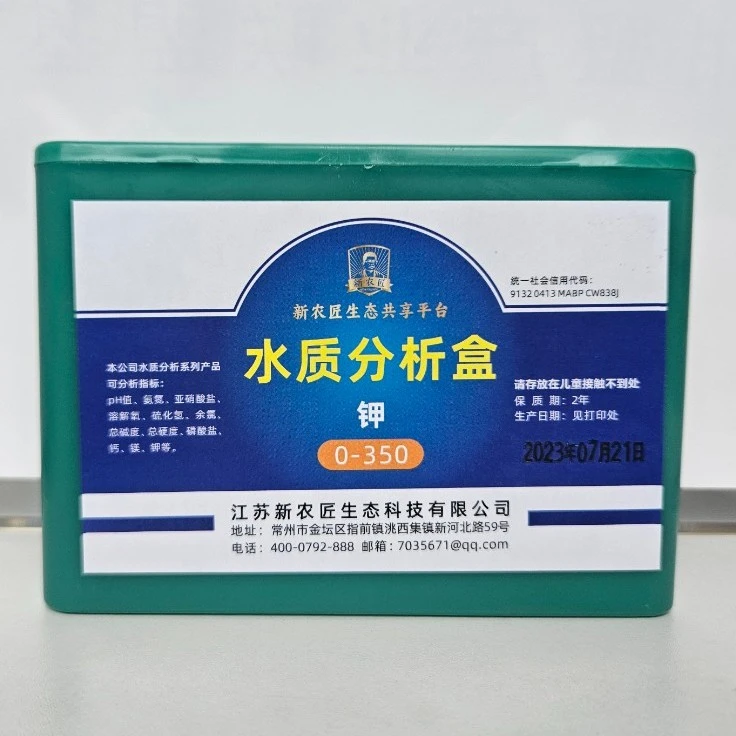 新农匠
新农匠生态共享平台
统一社会信用代码：
9132 0413 MABP CW838J
水质分析盒
钾
0-350
本公司水质分析系列产品
可分析指标：
pH值、氨氮、亚硝酸盐、
溶解氧、硫化氢、余氯、
总碱度、总硬度、磷酸盐、
钙、镁、钾等。
请存放在儿童接触不到处
保 质 期：2年
生产日期：见打印处
2023年07月21日
江苏新农匠生态科技有限公司
地址：常州市金坛区指前镇洮西集镇新河北路59号
电话：400-0792-888 邮箱：7035671@qq.com